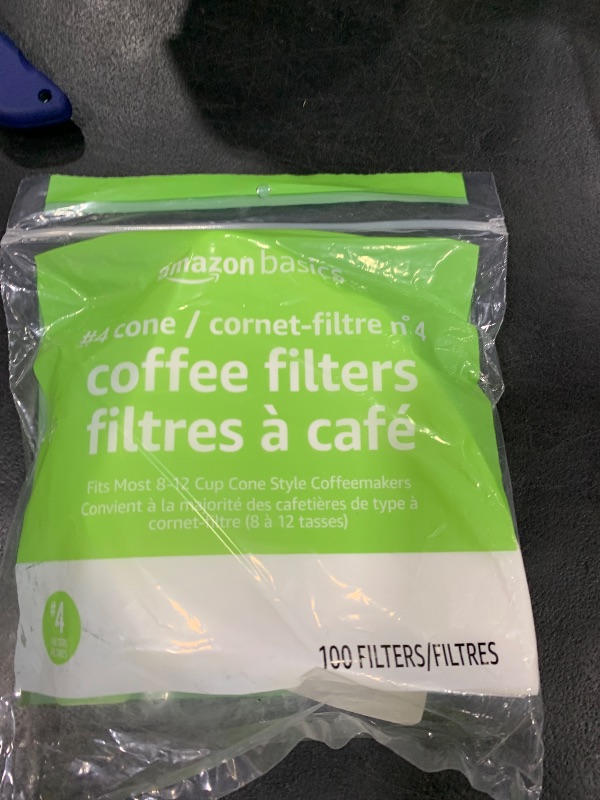 amazon basics
#4 cone / cornet-filtre n° 4
coffee filters
filtres à café
Fits Most 8-12 Cup Cone Style Coffeemakers
Convient à la majorité des cafetières de type à
cornet-filtre (8 à 12 tasses)
#4
100 FILTERS/FILTRES